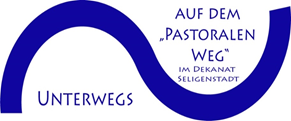 auf dem
„Pastoralen
Weg“
im Dekanat
Seligenstadt
Unterwegs